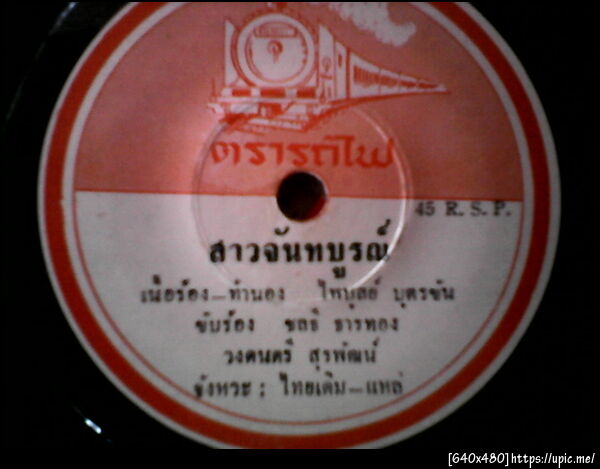 ตรารถไฟ
45 R. S. P.
สาวจันทบูรณ์
เนื้อร้อง-ทำนอง ไพบูลย์ บุตรขัน
ขับร้อง ชลธี ธารทอง
วงดนตรี สุรพัฒน์
จังหวะ : ไทยเดิม-แหล่
[640x480]https://upic.me/